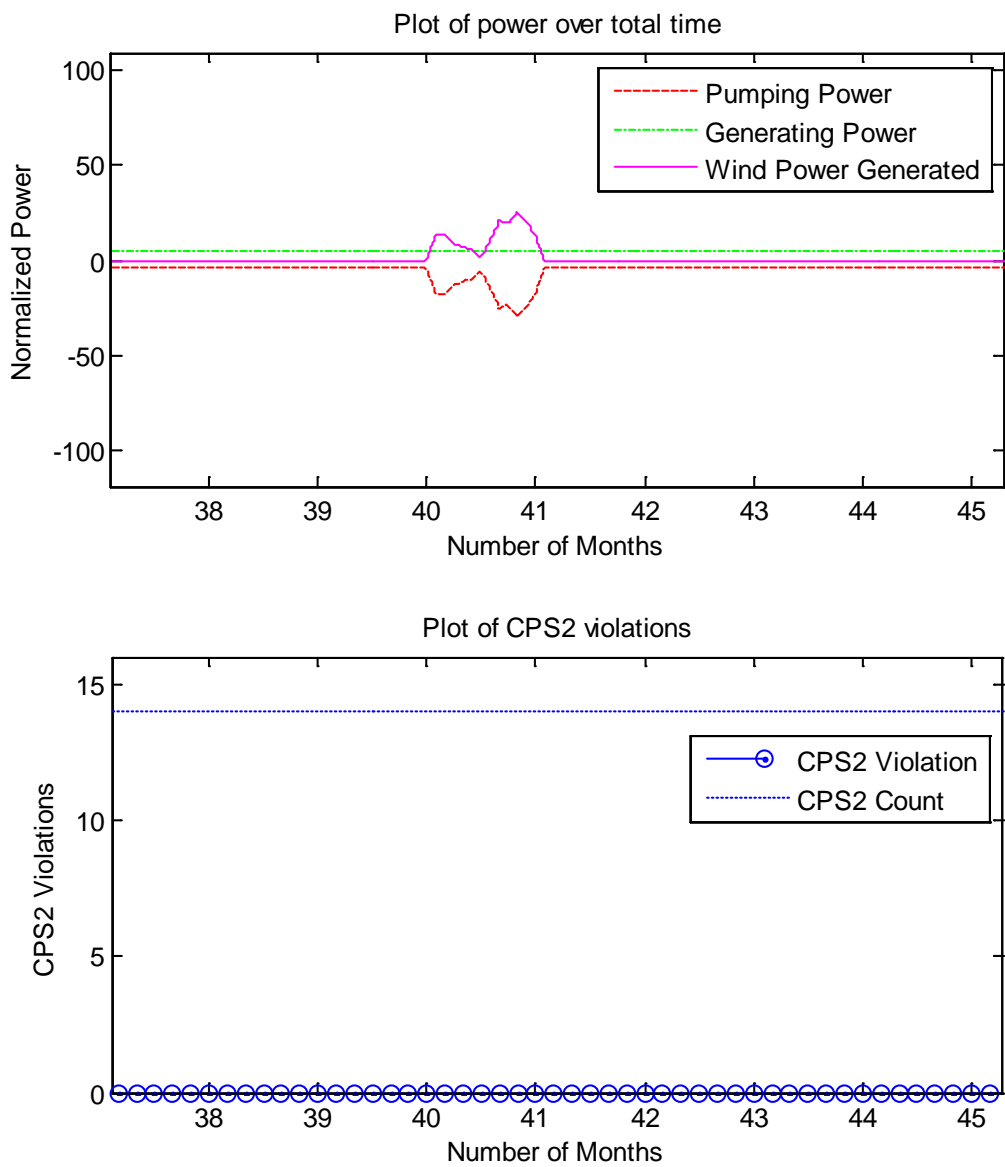 Plot of power over total time
100
50
0
-50
-100
Normalized Power
Pumping Power
Generating Power
Wind Power Generated
38 39 40 41 42 43 44 45
Number of Months
Plot of CPS2 violations
15
10
5
0
CPS2 Violations
CPS2 Violation
CPS2 Count
38 39 40 41 42 43 44 45
Number of Months